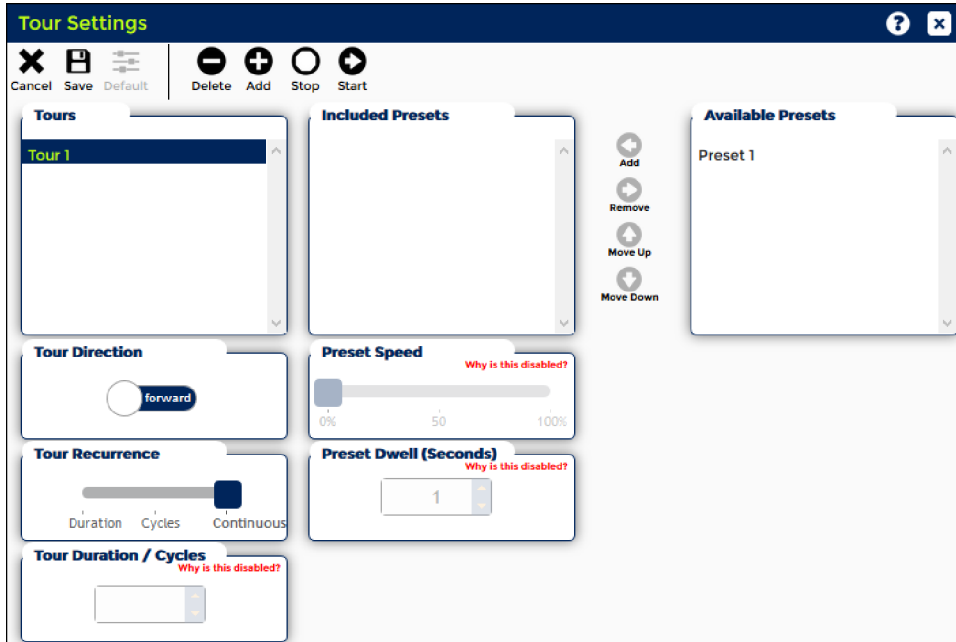 Tour Settings
?
Cancel Save Default Delete Add Stop Start
Tours
Tour 1
Included Presets
Add
Remove
Move Up
Move Down
Available Presets
Preset 1
Tour Direction
forward
Preset Speed
Why is this disabled?
0% 50 100%
Tour Recurrence
Duration Cycles Continuous
Preset Dwell (Seconds)
Why is this disabled?
1
Tour Duration / Cycles
Why is this disabled?